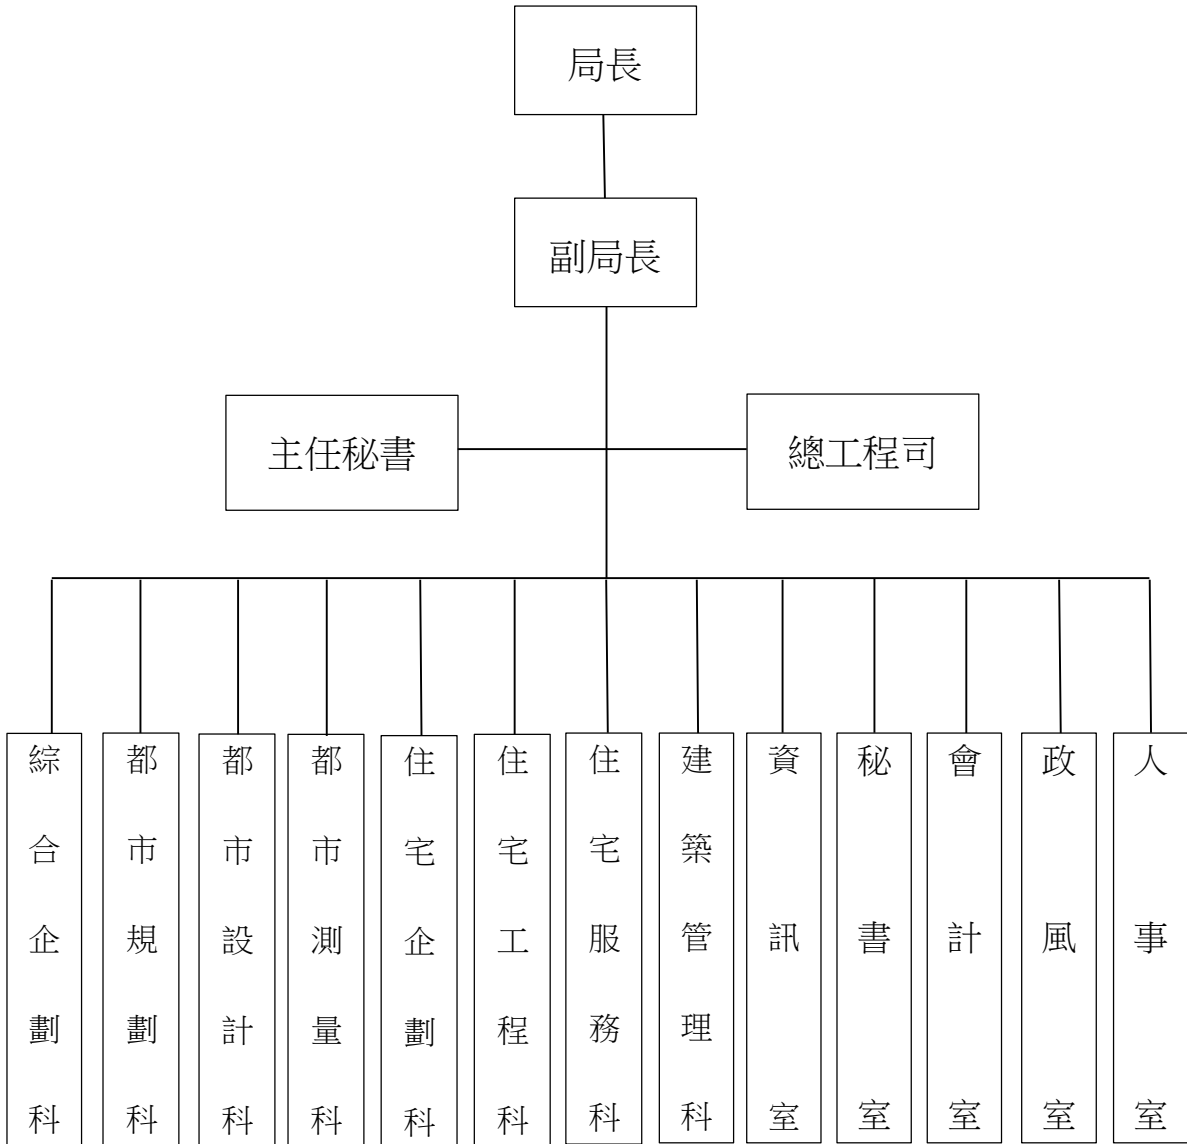 局長
副局長
主任秘書
總工程司
綜合企劃科
都市規劃科
都市設計科
都市測量科
住宅企劃科
住宅工程科
住宅服務科
建築管理科
資訊室
秘書室
會計室
政風室
人事室